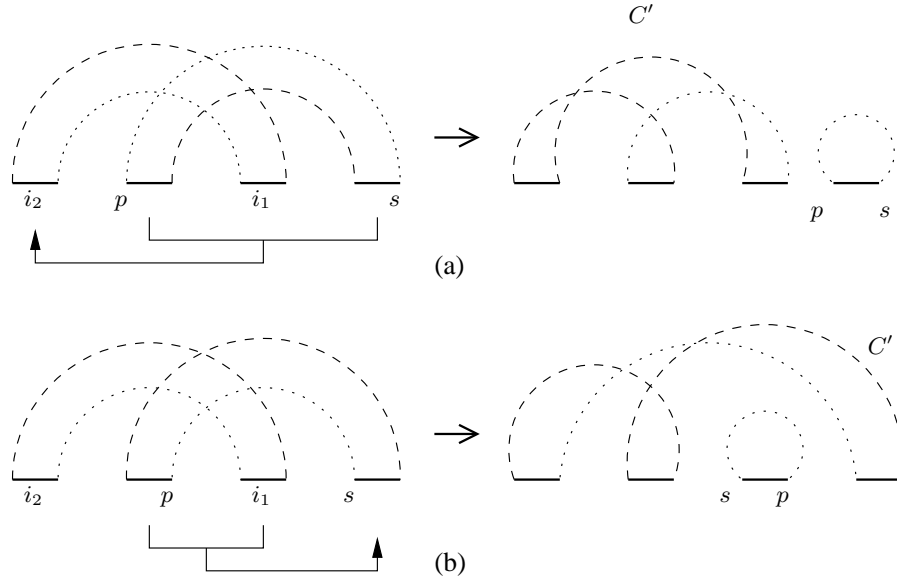 C′
i₂ p i₁ s
p s
(a)
C′
i₂ p i₁ s
s p
(b)